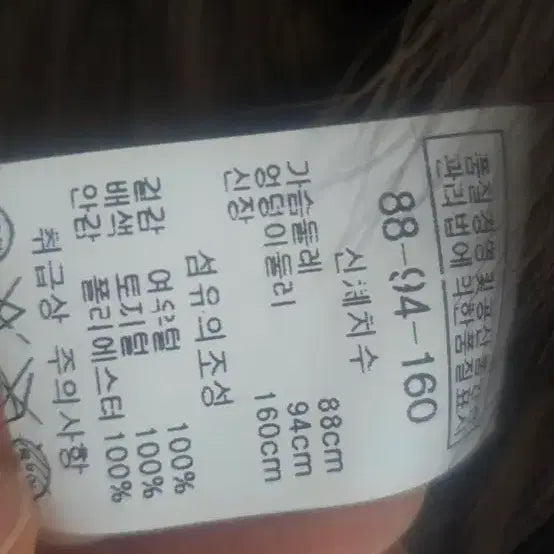 품질경영 및 공산품안전
관리법에 의한 품질표시
88-94-160
신체치수
가슴둘레 88cm
엉덩이둘리 94cm
신장 160cm
섬유의조성
겉감 여우털 100%
배색 토끼털 100%
안감 폴리에스터 100%
취급상 주의사항